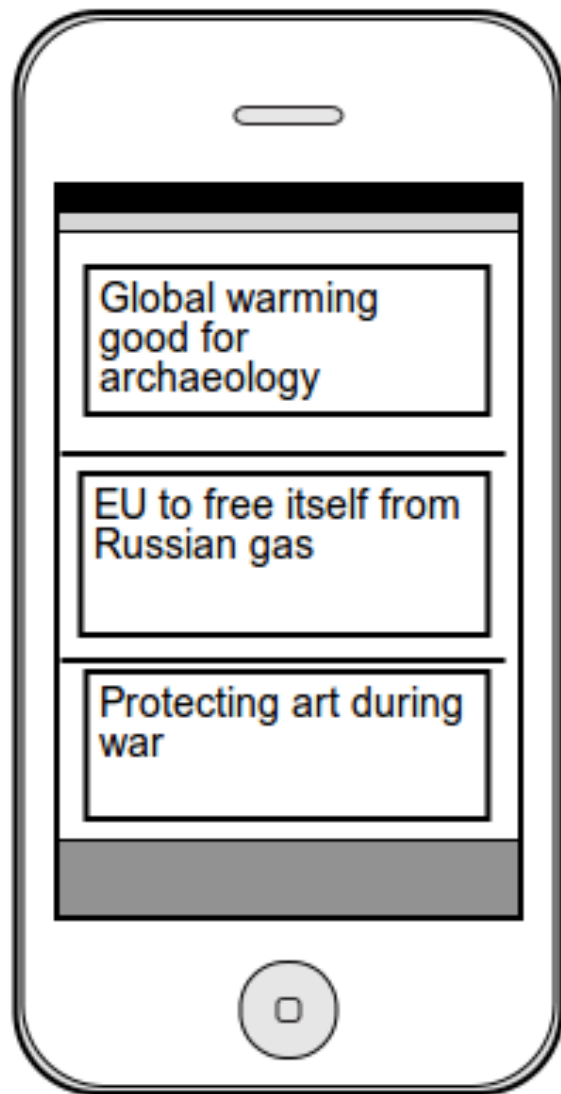 Global warming
good for
archaeology
EU to free itself from
Russian gas
Protecting art during
war